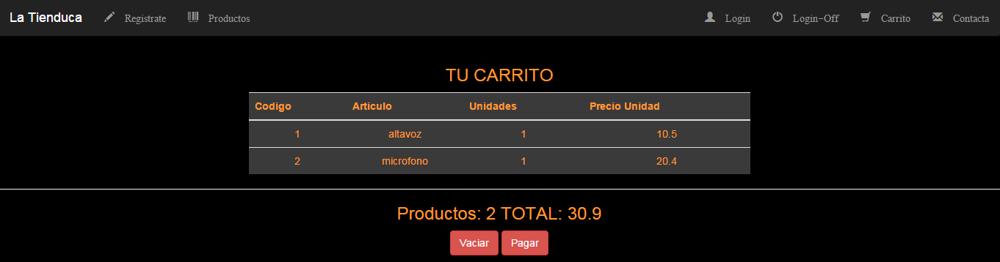 La Tienduca Registrate Productos Login Login-Off Carrito Contacta
TU CARRITO
Codigo Articulo Unidades Precio Unidad
1 altavoz 1 10.5
2 microfono 1 20.4
Productos: 2 TOTAL: 30.9
Vaciar Pagar